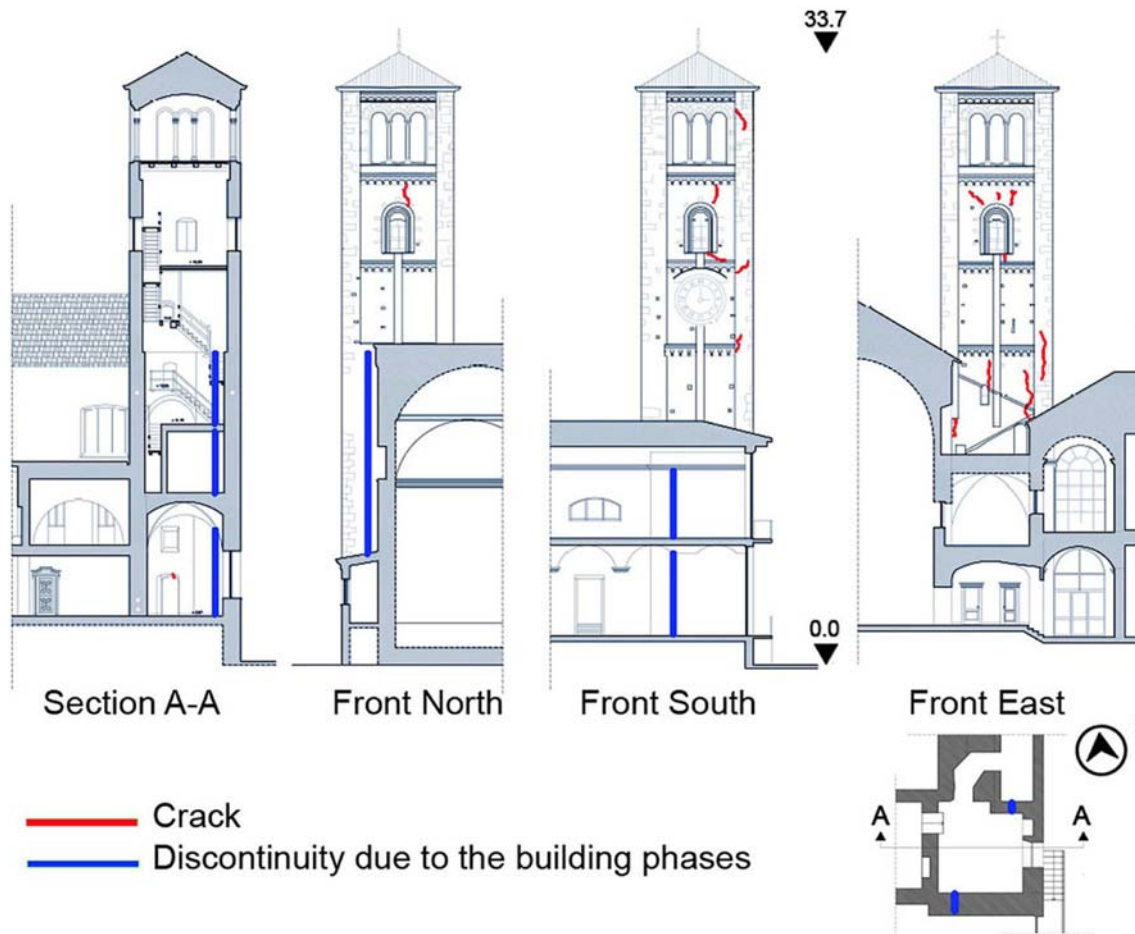 33.7
0.0
Section A-A
Front North
Front South
Front East
Crack
Discontinuity due to the building phases
A
A